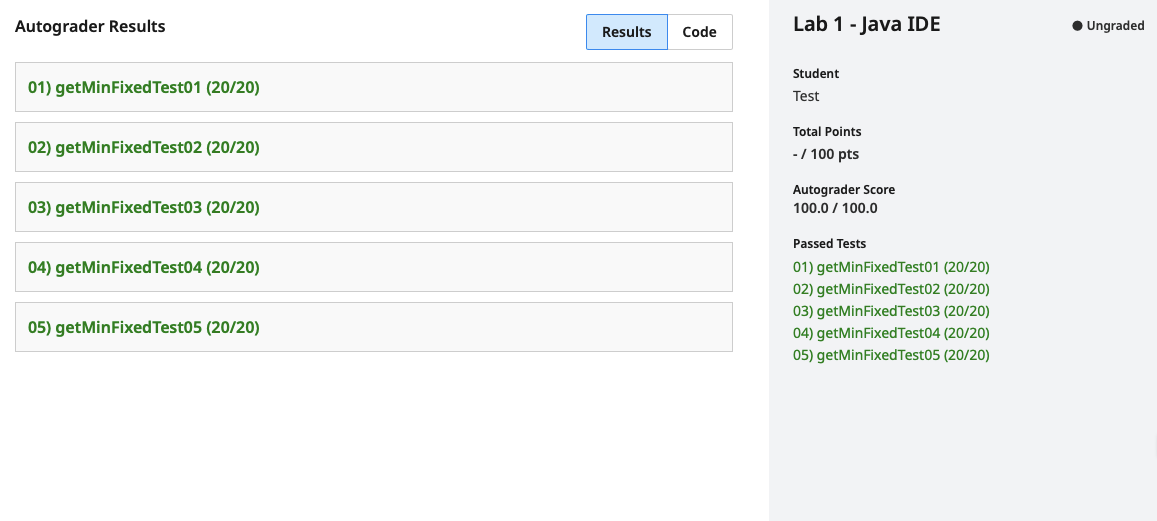 Autograder Results
Results
Code
01) getMinFixedTest01 (20/20)
02) getMinFixedTest02 (20/20)
03) getMinFixedTest03 (20/20)
04) getMinFixedTest04 (20/20)
05) getMinFixedTest05 (20/20)
Lab 1 - Java IDE
Ungraded
Student
Test
Total Points
- / 100 pts
Autograder Score
100.0 / 100.0
Passed Tests
01) getMinFixedTest01 (20/20)
02) getMinFixedTest02 (20/20)
03) getMinFixedTest03 (20/20)
04) getMinFixedTest04 (20/20)
05) getMinFixedTest05 (20/20)